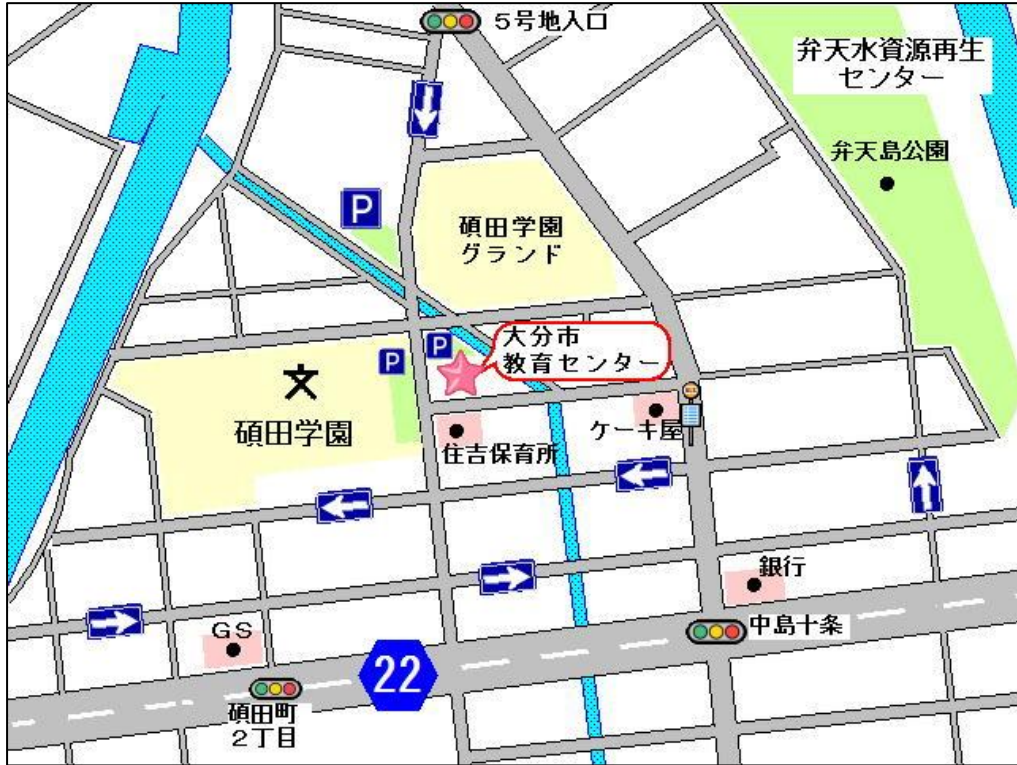 5号地入口
弁天水資源再生
センター
弁天島公園
P
碩田学園
グランド
大分市
教育センター
P
P
文
碩田学園
ケーキ屋
住吉保育所
銀行
GS
中島十条
22
碩田町
2丁目